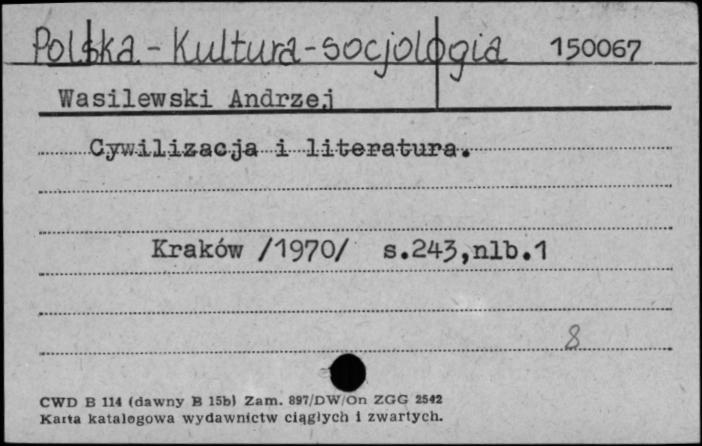 Polska - Kultura - socjologia 150067
Wasilewski Andrzej
Cywilizacja i literatura.
Kraków /1970/ s.243,nlb.1
8
CWD B 114 (dawny B 15b) Zam. 897/DW/On ZGG 2542
Karta katalogowa wydawnictw ciągłych i zwartych.